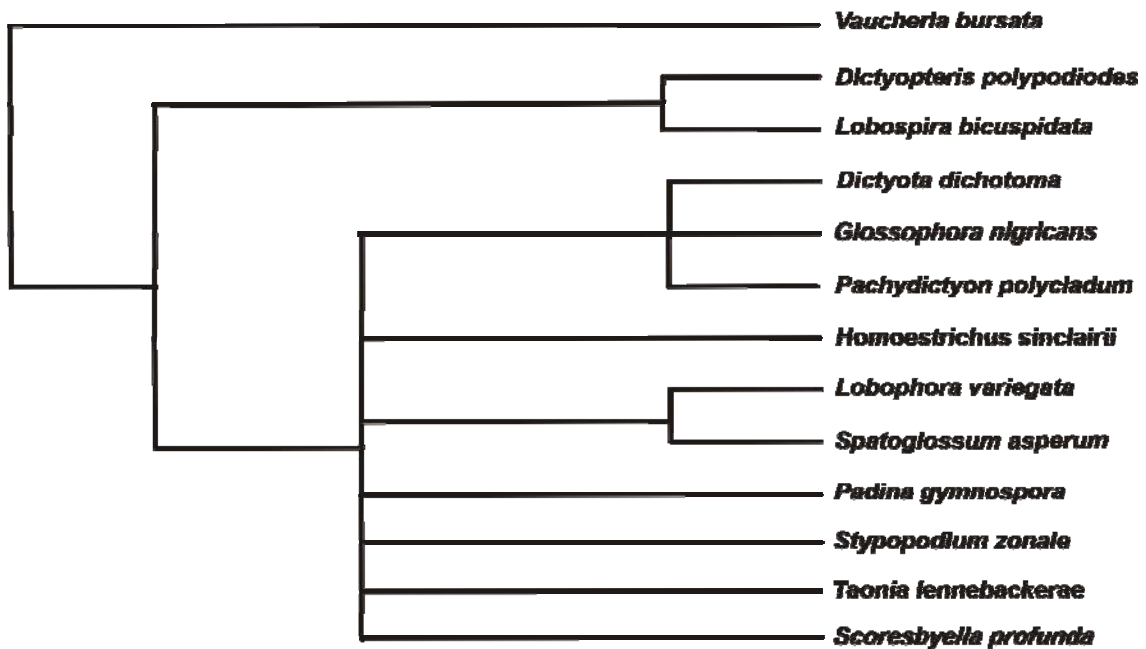 Vaucheria bursata
Dictyopteris polypodiodes
Lobospira bicuspidata
Dictyota dichotoma
Glossophora nigricans
Pachydictyon polycladum
Homoestrichus sinclairii
Lobophora variegata
Spatoglossum asperum
Padina gymnospora
Stypopodium zonale
Taonia lennebackerae
Scoresbyella profunda